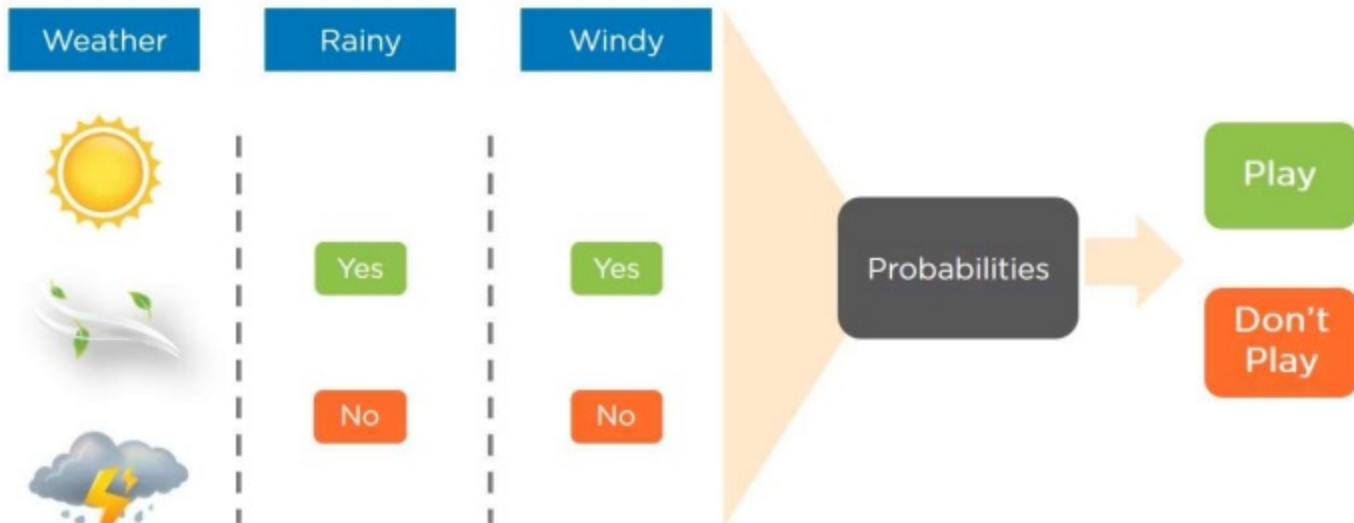 Weather
Rainy
Windy
Yes
Yes
No
No
Probabilities
Play
Don't
Play